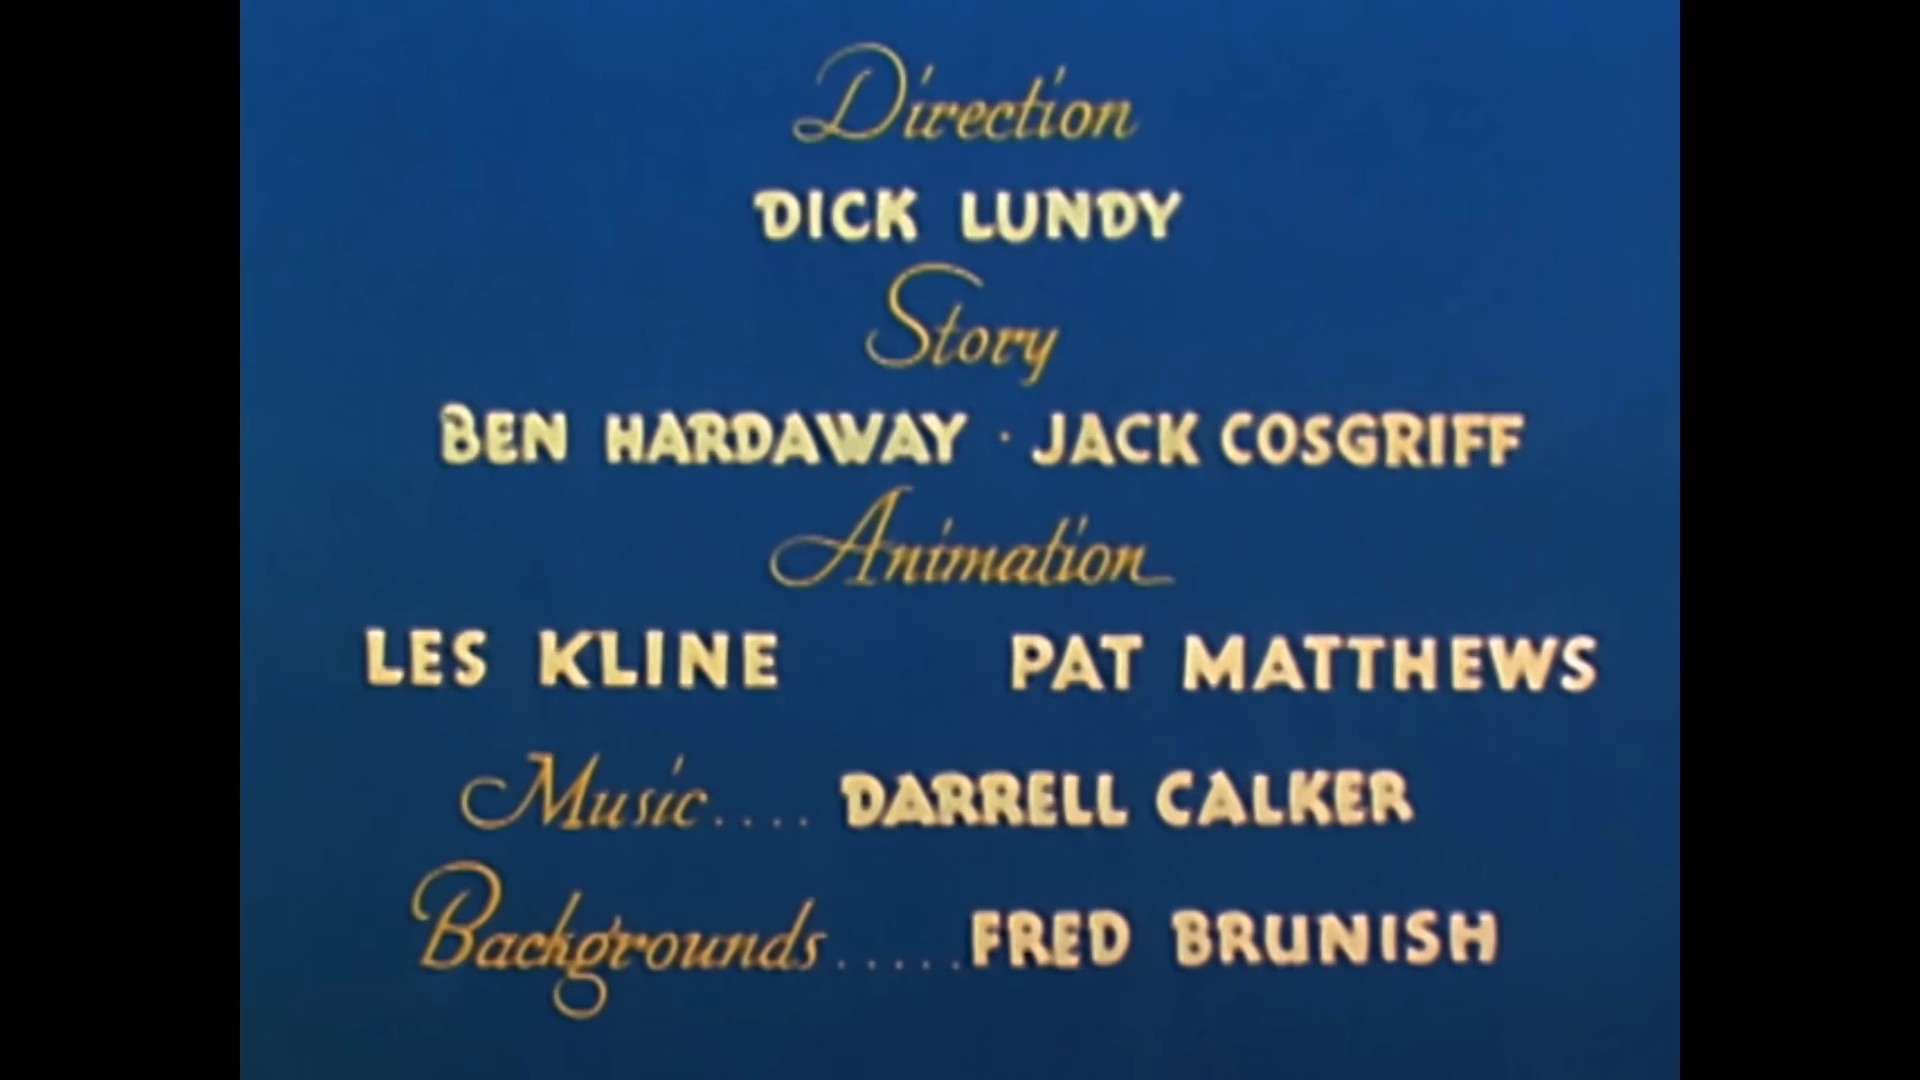 Direction
DICK LUNDY
Story
BEN HARDAWAY · JACK COSGRIFF
Animation
LES KLINE PAT MATTHEWS
Music.... DARRELL CALKER
Backgrounds.....FRED BRUNISH